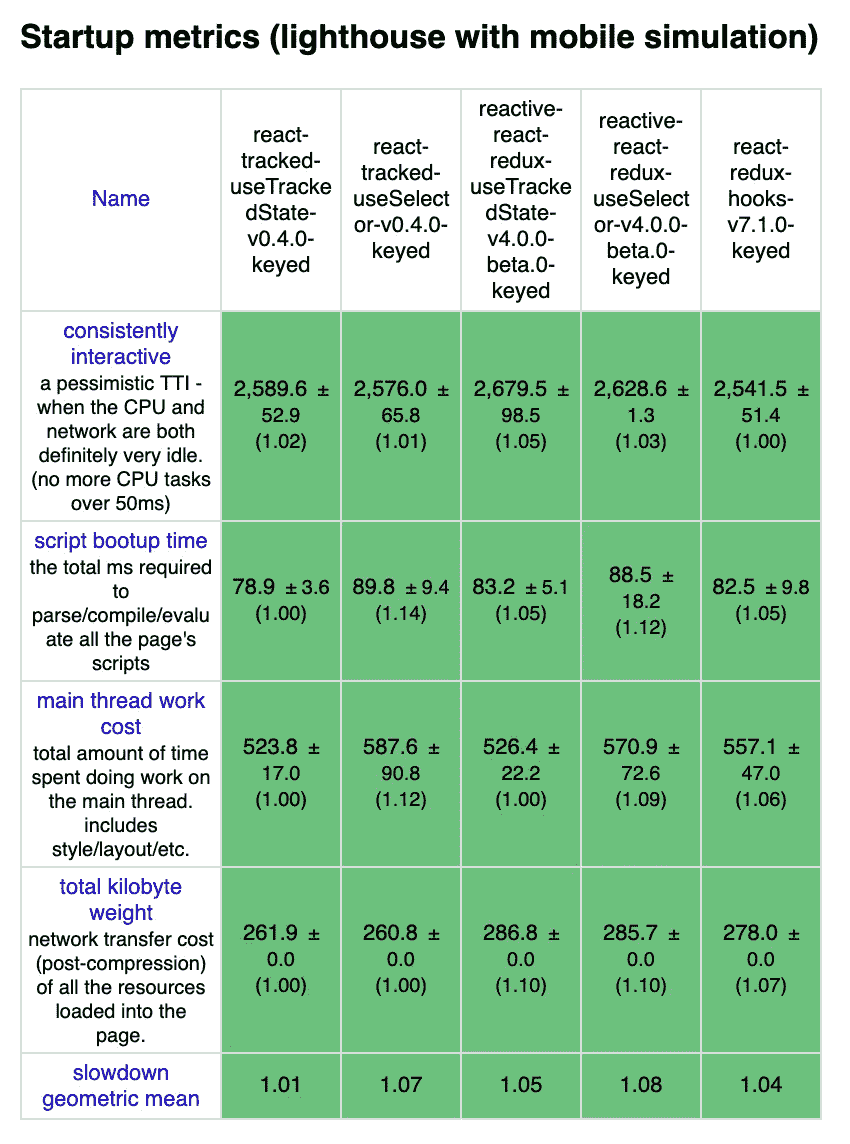 Startup metrics (lighthouse with mobile simulation)
Name
react-
tracked-
useTracke
dState-
v0.4.0-
keyed
react-
tracked-
useSelect
or-v0.4.0-
keyed
reactive-
react-
redux-
useTracke
dState-
v4.0.0-
beta.0-
keyed
reactive-
react-
redux-
useSelect
or-v4.0.0-
beta.0-
keyed
react-
redux-
hooks-
v7.1.0-
keyed
consistently
interactive
a pessimistic TTI -
when the CPU and
network are both
definitely very idle.
(no more CPU tasks
over 50ms)
2,589.6 ±
52.9
(1.02)
2,576.0 ±
65.8
(1.01)
2,679.5 ±
98.5
(1.05)
2,628.6 ±
1.3
(1.03)
2,541.5 ±
51.4
(1.00)
script bootup time
the total ms required
to
parse/compile/evalu
ate all the page's
scripts
78.9 ± 3.6
(1.00)
89.8 ± 9.4
(1.14)
83.2 ± 5.1
(1.05)
88.5 ±
18.2
(1.12)
82.5 ± 9.8
(1.05)
main thread work
cost
total amount of time
spent doing work on
the main thread.
includes
style/layout/etc.
523.8 ±
17.0
(1.00)
587.6 ±
90.8
(1.12)
526.4 ±
22.2
(1.00)
570.9 ±
72.6
(1.09)
557.1 ±
47.0
(1.06)
total kilobyte
weight
network transfer cost
(post-compression)
of all the resources
loaded into the
page.
261.9 ±
0.0
(1.00)
260.8 ±
0.0
(1.00)
286.8 ±
0.0
(1.10)
285.7 ±
0.0
(1.10)
278.0 ±
0.0
(1.07)
slowdown
geometric mean
1.01
1.07
1.05
1.08
1.04